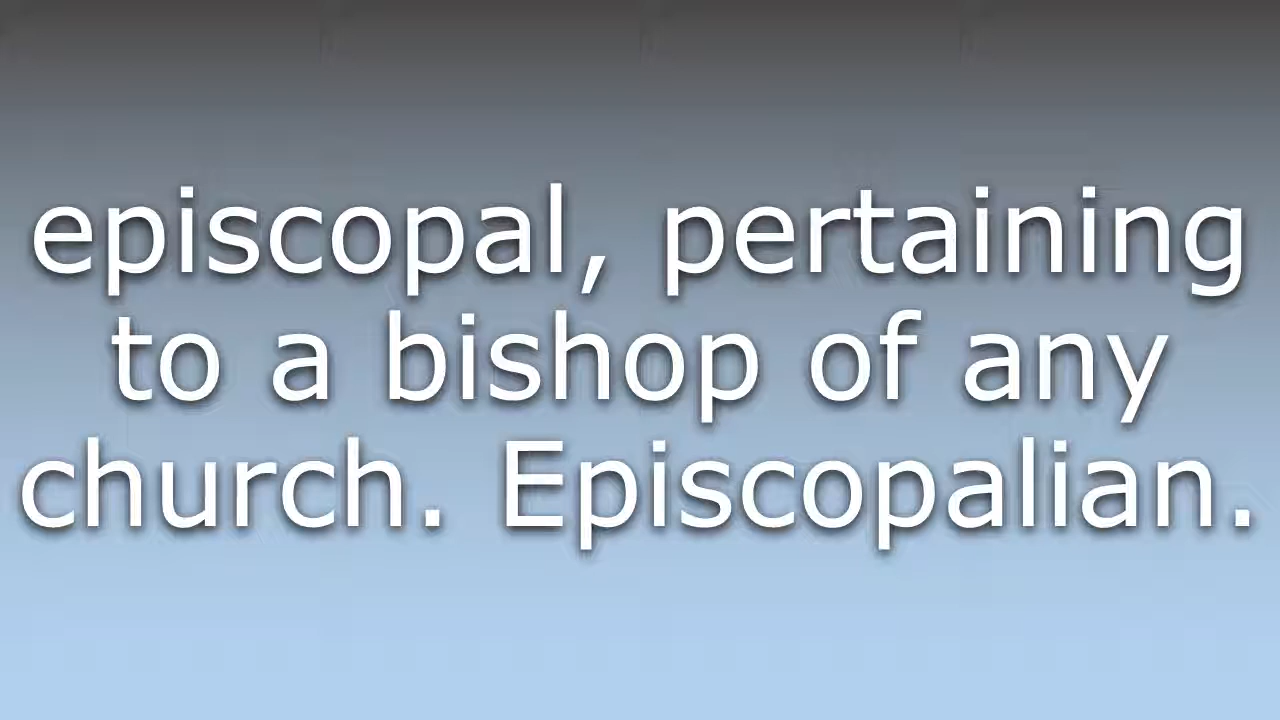 episcopal, pertaining
to a bishop of any
church. Episcopalian.